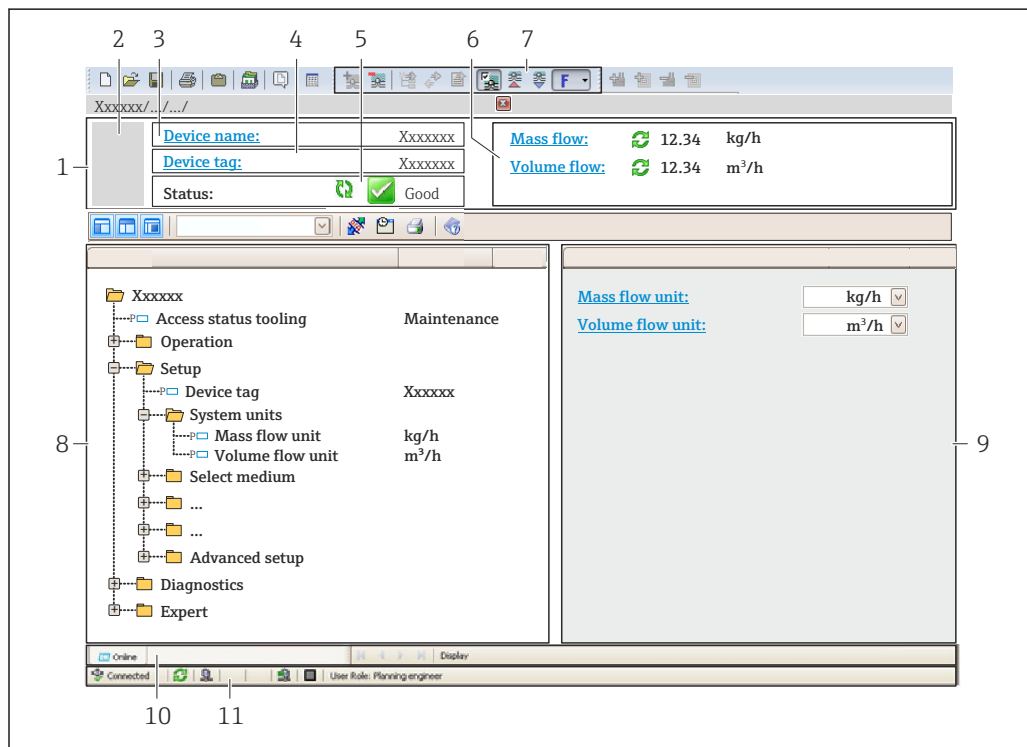 2 3 4 5 6 7
F
Xxxxxx/.../.../
1
Device name: Xxxxxxx
Device tag: Xxxxxxx
Status: Good
Mass flow: 12.34 kg/h
Volume flow: 12.34 m³/h
Xxxxxx
P Access status tooling Maintenance
Operation
Setup
P Device tag Xxxxxx
System units
P Mass flow unit kg/h
P Volume flow unit m³/h
Select medium
...
...
Advanced setup
Diagnostics
Expert
Mass flow unit: kg/h
Volume flow unit: m³/h
8
9
Online Display
Connected User Role: Planning engineer
10 11